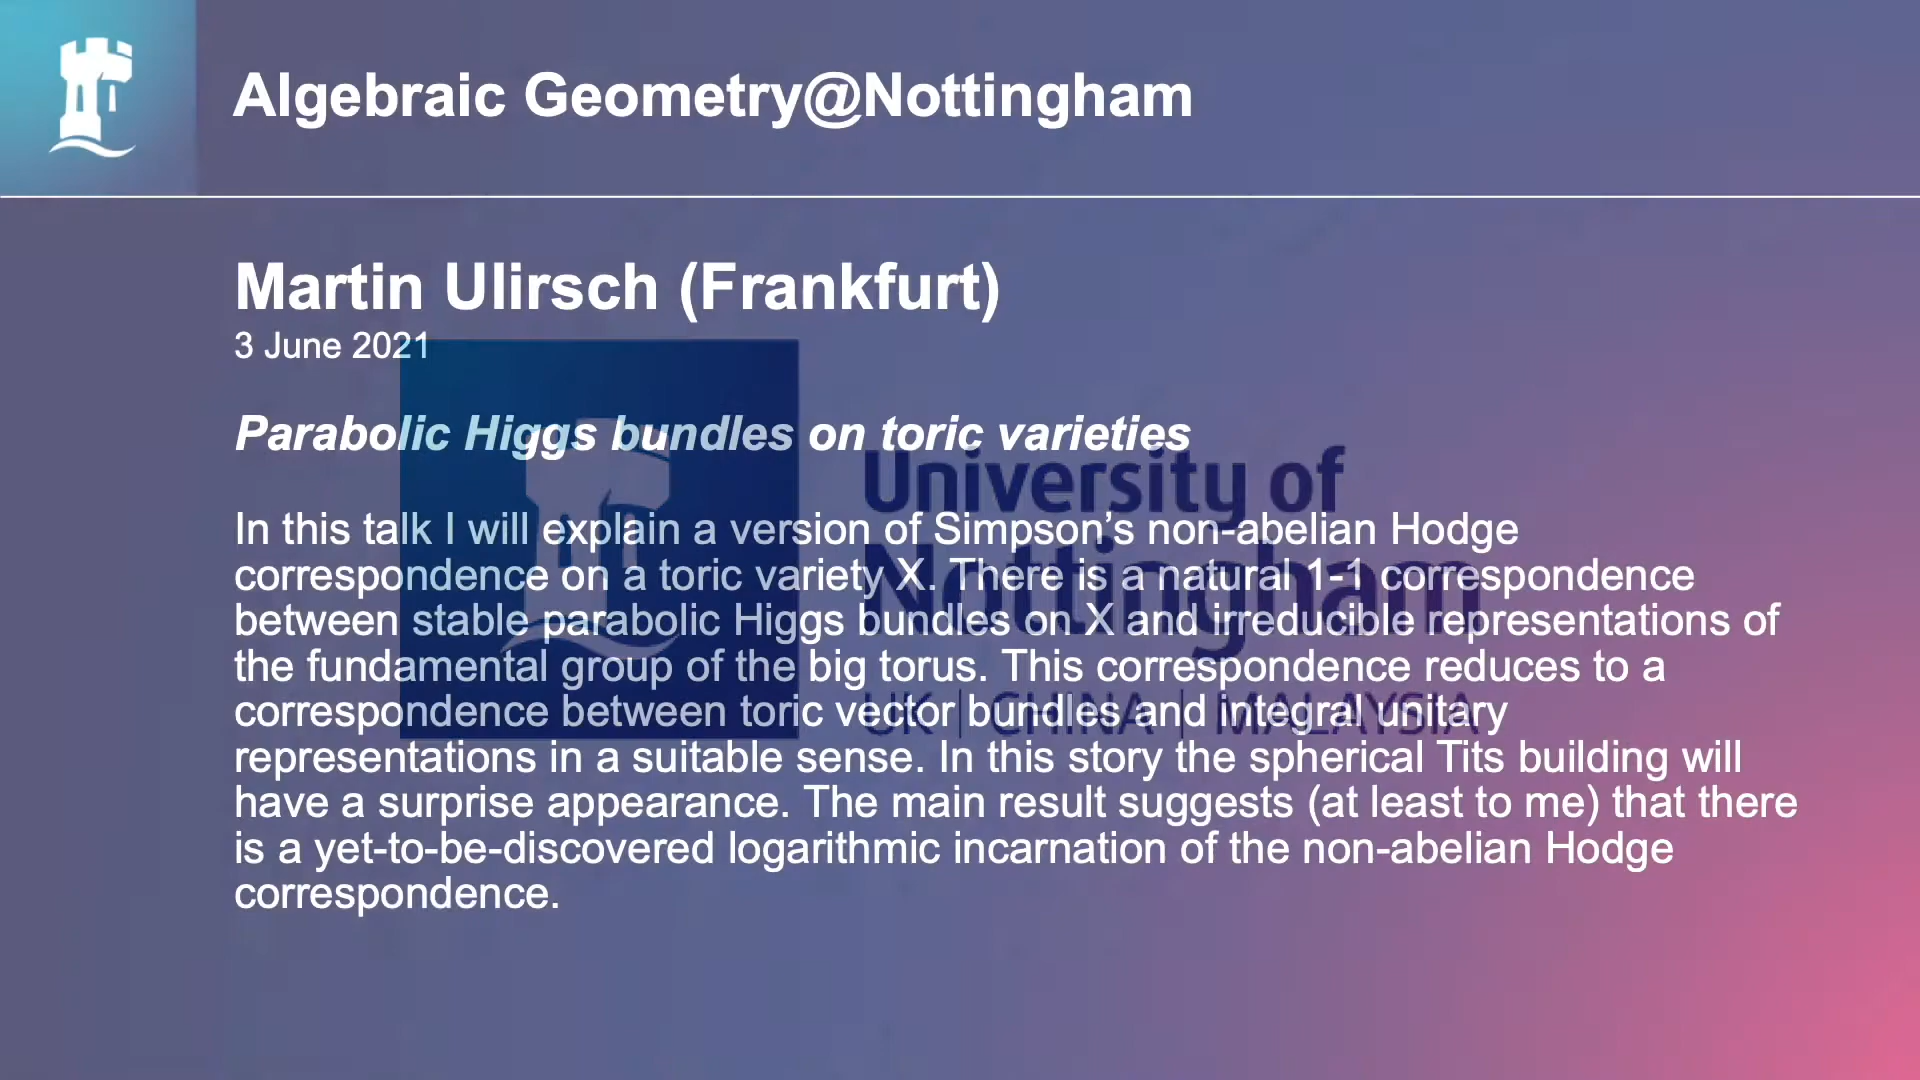 Algebraic Geometry@Nottingham
Martin Ulirsch (Frankfurt)
3 June 2021
Parabolic Higgs bundles on toric varieties
University of
Nottingham
UK | CHINA | MALAYSIA
In this talk I will explain a version of Simpson’s non-abelian Hodge
correspondence on a toric variety X. There is a natural 1-1 correspondence
between stable parabolic Higgs bundles on X and irreducible representations of
the fundamental group of the big torus. This correspondence reduces to a
correspondence between toric vector bundles and integral unitary
representations in a suitable sense. In this story the spherical Tits building will
have a surprise appearance. The main result suggests (at least to me) that there
is a yet-to-be-discovered logarithmic incarnation of the non-abelian Hodge
correspondence.